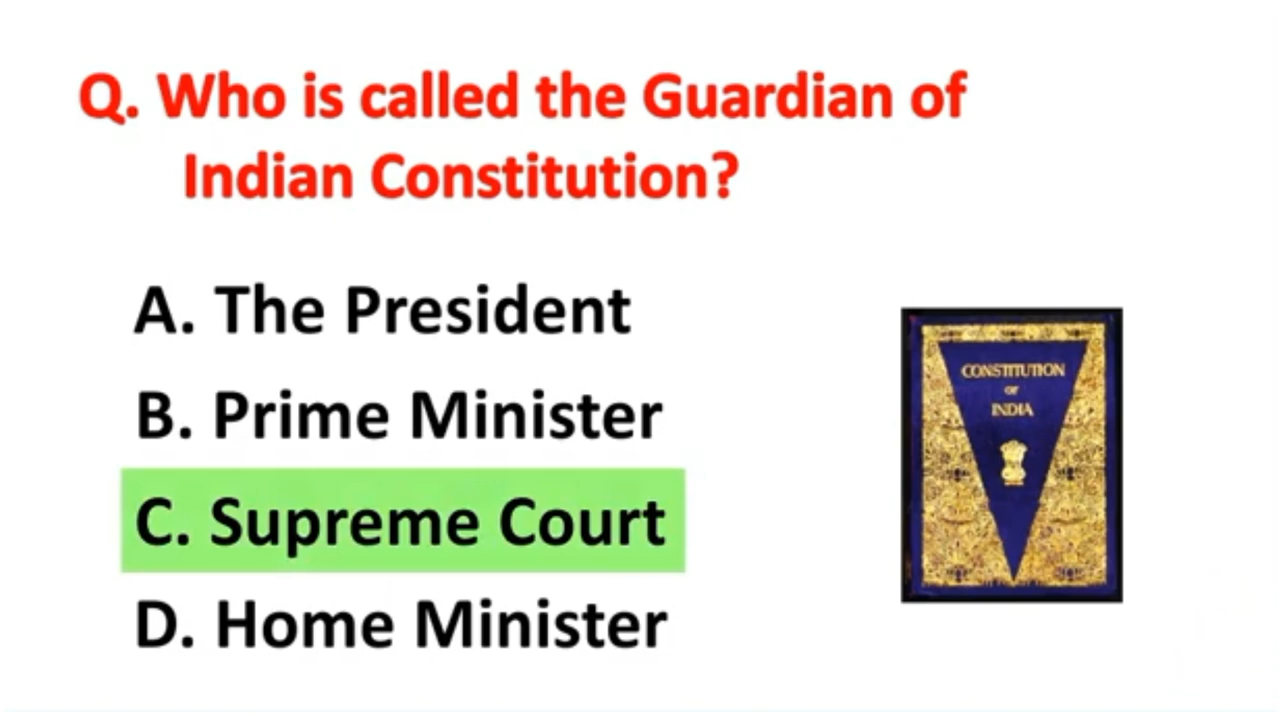 Q. Who is called the Guardian of
Indian Constitution?
A. The President
B. Prime Minister
C. Supreme Court
D. Home Minister
CONSTITUTION
OF
INDIA